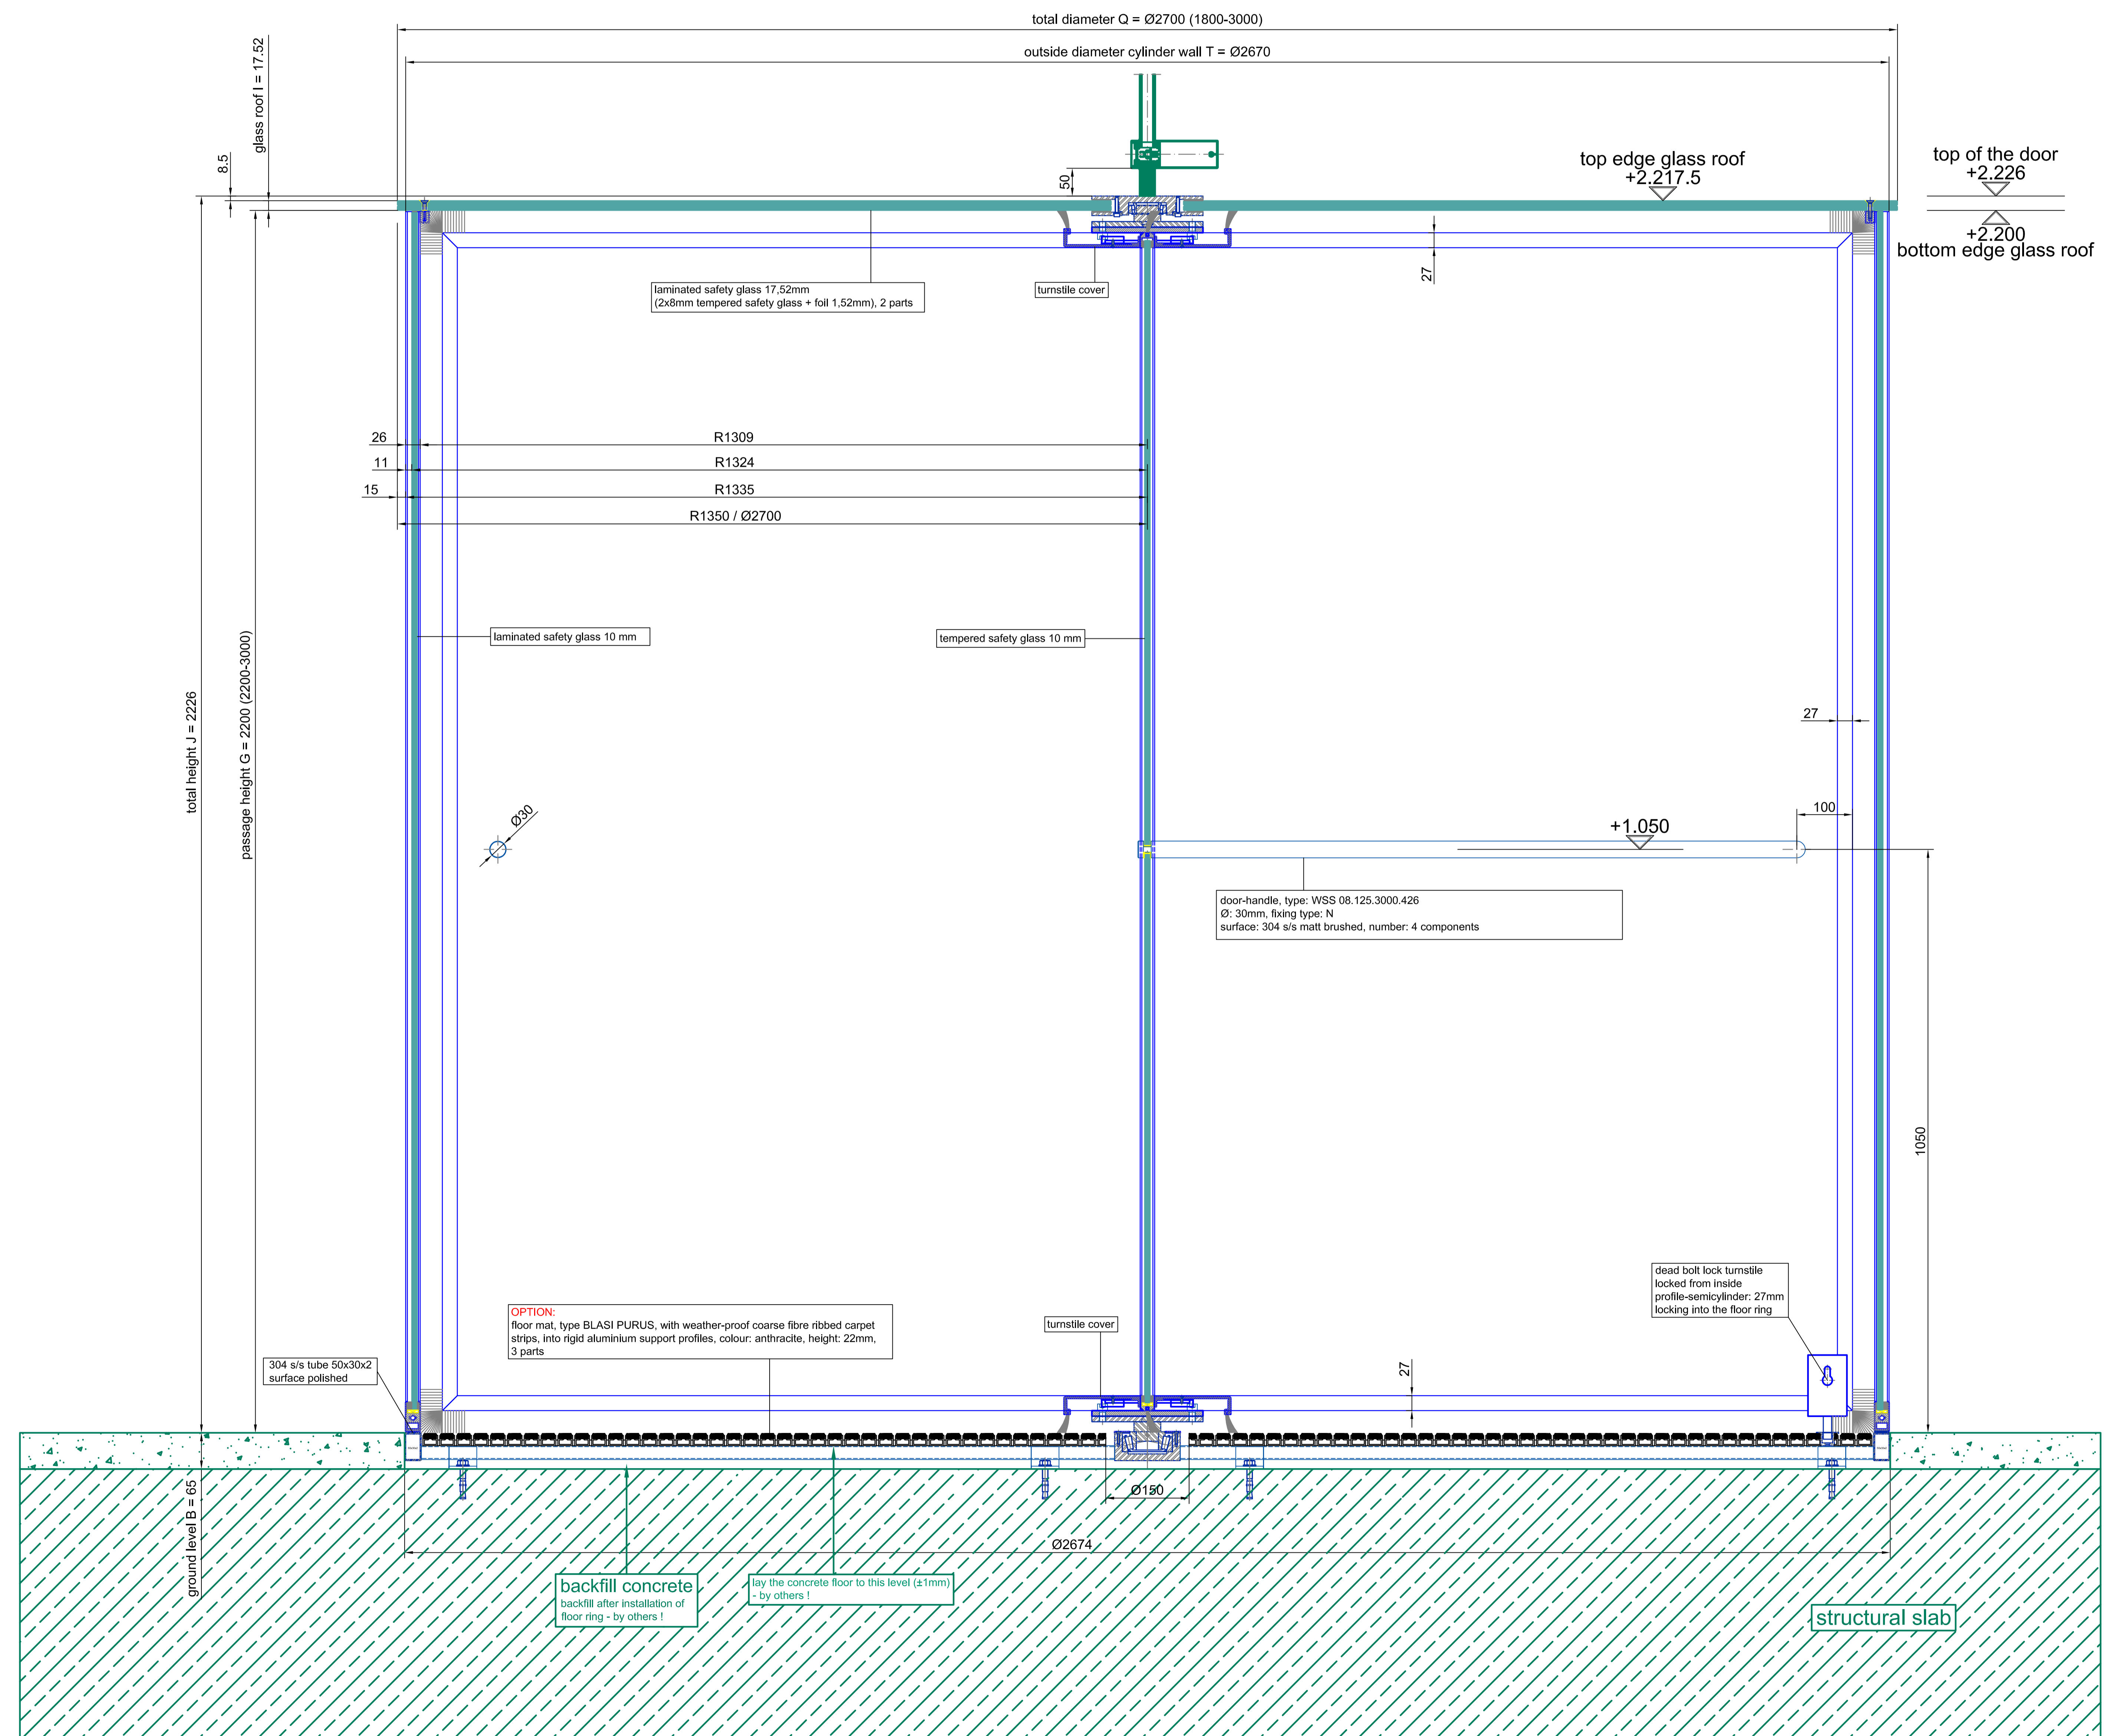 total diameter Q = Ø2700 (1800-3000)
outside diameter cylinder wall T = Ø2670
glass roof I = 17.52
8.5
50
top edge glass roof
+2.217.5
top of the door
+2.226
+2.200
bottom edge glass roof
27
laminated safety glass 17,52mm
(2x8mm tempered safety glass + foil 1,52mm), 2 parts
turnstile cover
26
R1309
11
R1324
15
R1335
R1350 / Ø2700
laminated safety glass 10 mm
tempered safety glass 10 mm
total height J = 2226
passage height G = 2200 (2200-3000)
27
100
Ø30
+1.050
door-handle, type: WSS 08.125.3000.426
Ø: 30mm, fixing type: N
surface: 304 s/s matt brushed, number: 4 components
1050
dead bolt lock turnstile
locked from inside
profile-semicylinder: 27mm
locking into the floor ring
OPTION:
floor mat, type BLASI PURUS, with weather-proof coarse fibre ribbed carpet
strips, into rigid aluminium support profiles, colour: anthracite, height: 22mm,
3 parts
turnstile cover
27
304 s/s tube 50x30x2
surface polished
ground level B = 65
Ø150
Ø2674
backfill concrete
backfill after installation of
floor ring - by others !
lay the concrete floor to this level (±1mm)
- by others !
structural slab